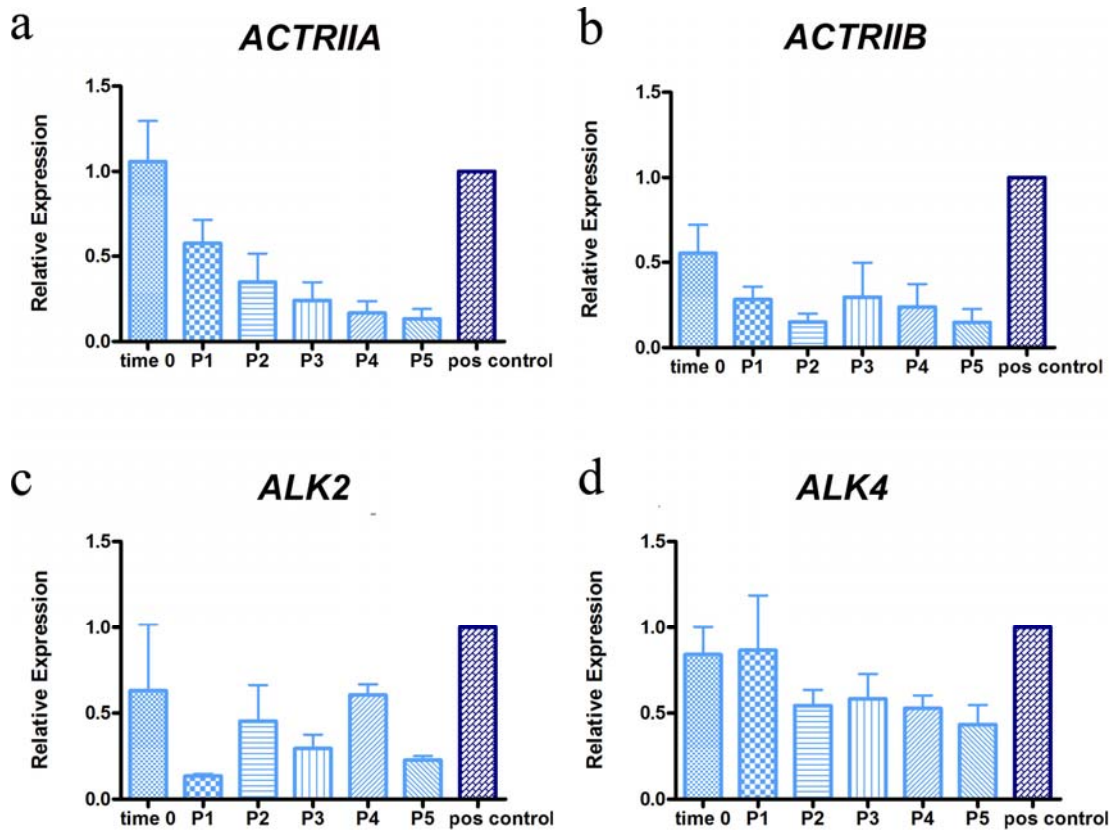 a
ACTRIIA
Relative Expression
1.5
1.0
0.5
0.0
time 0 P1 P2 P3 P4 P5 pos control
b
ACTRIIB
Relative Expression
1.5
1.0
0.5
0.0
time 0 P1 P2 P3 P4 P5 pos control
c
ALK2
Relative Expression
1.5
1.0
0.5
0.0
time 0 P1 P2 P3 P4 P5 pos control
d
ALK4
Relative Expression
1.5
1.0
0.5
0.0
time 0 P1 P2 P3 P4 P5 pos control